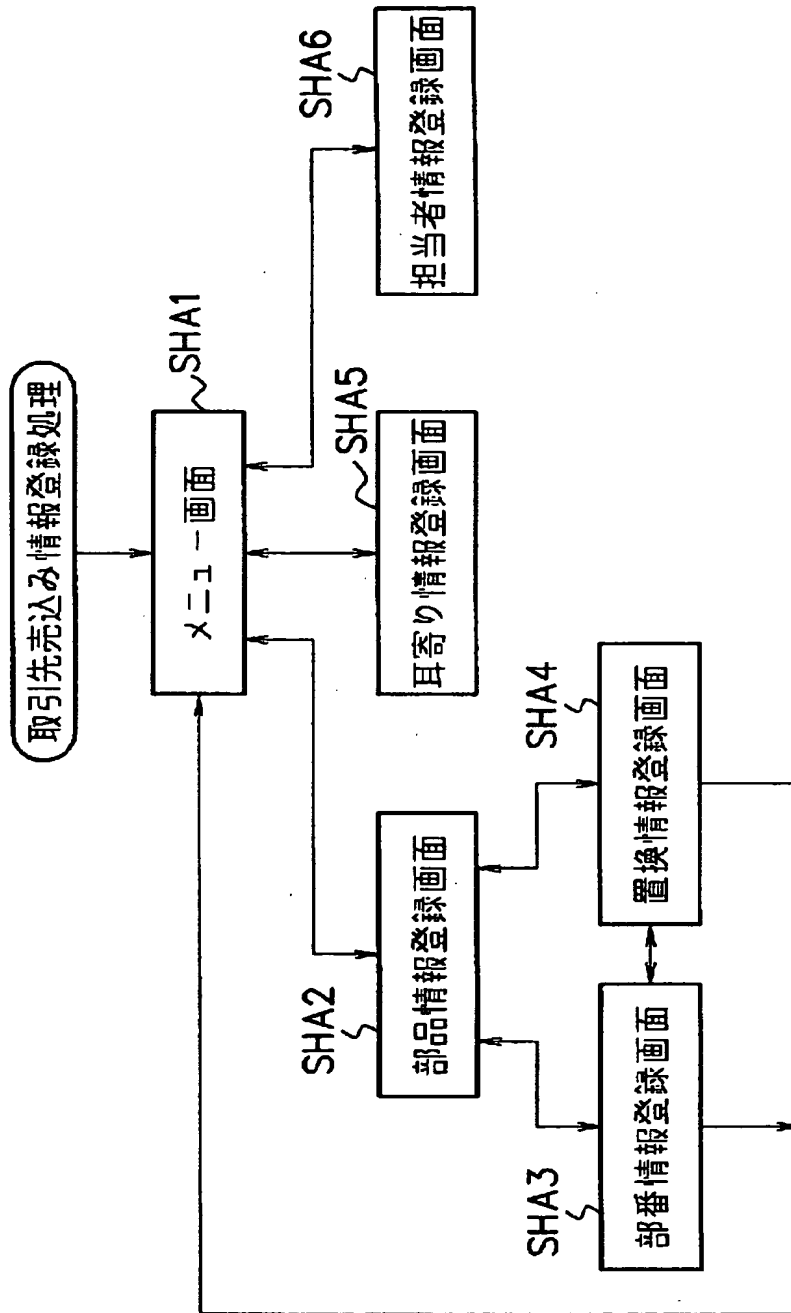 取引先売込み情報登録処理
SHA1
メニュー画面
SHA2
部品情報登録画面
SHA5
耳寄り情報登録画面
SHA6
担当者情報登録画面
SHA3
部番情報登録画面
SHA4
置換情報登録画面